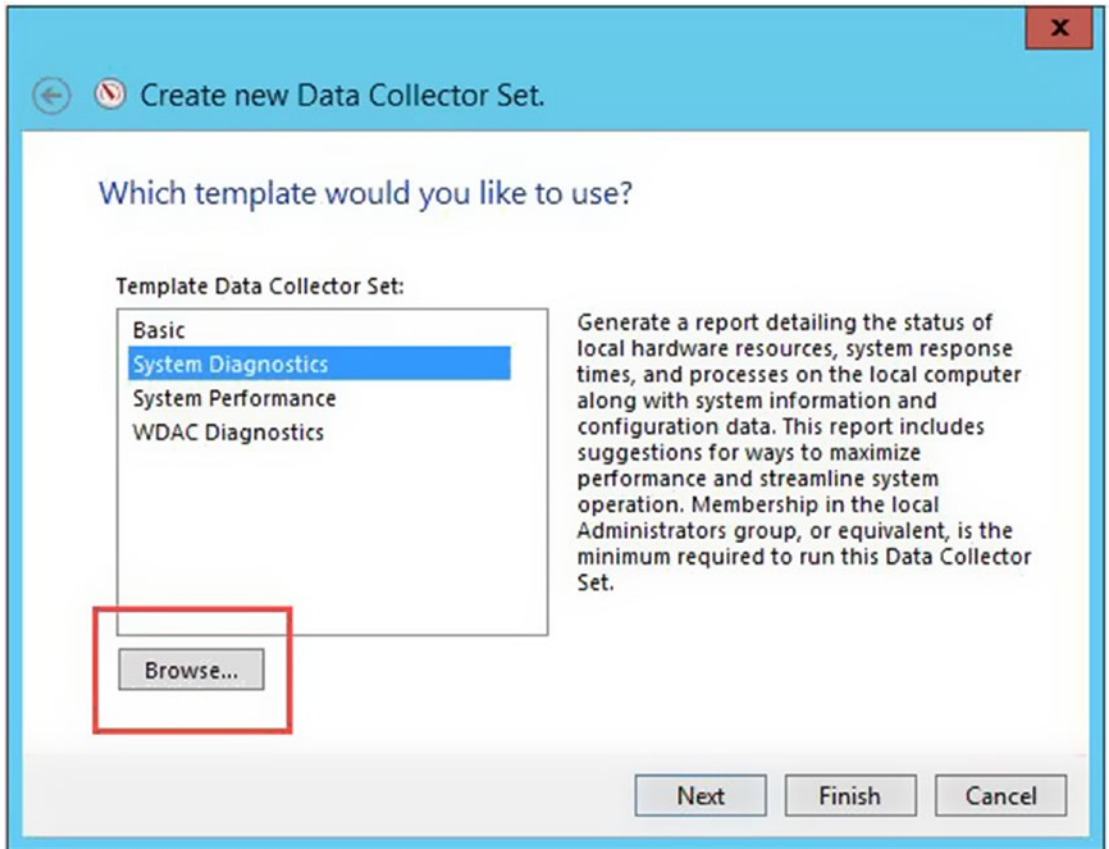 x
Create new Data Collector Set.
Which template would you like to use?
Template Data Collector Set:
Basic
System Diagnostics
System Performance
WDAC Diagnostics
Generate a report detailing the status of
local hardware resources, system response
times, and processes on the local computer
along with system information and
configuration data. This report includes
suggestions for ways to maximize
performance and streamline system
operation. Membership in the local
Administrators group, or equivalent, is the
minimum required to run this Data Collector
Set.
Browse...
Next
Finish
Cancel